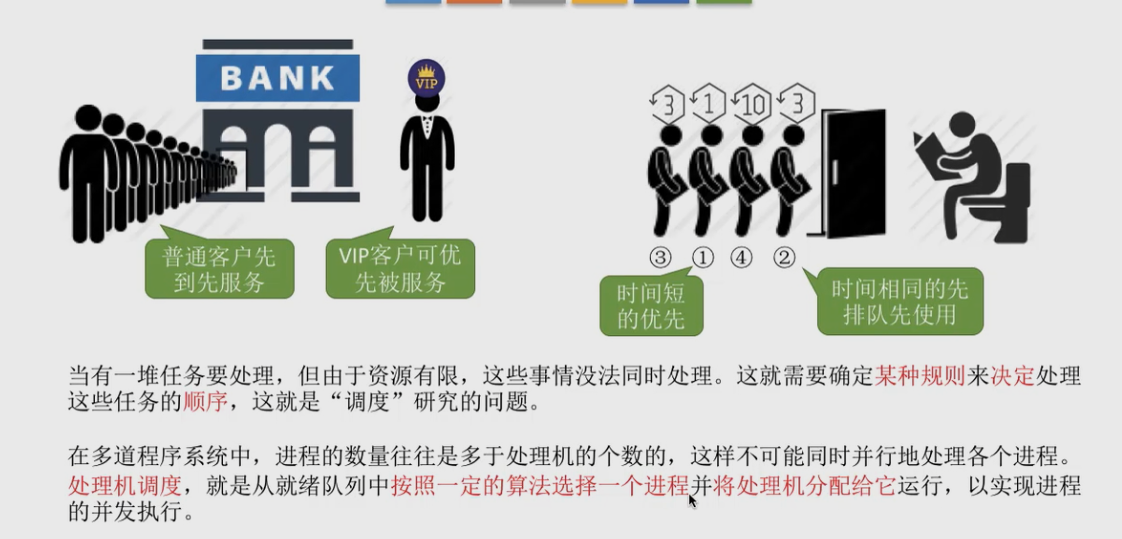 BANK
VIP
普通客户先
到先服务
VIP客户可优
先被服务
3 1 10 3
③ ① ④ ②
时间短
的优先
时间相同的先
排队先使用
当有一堆任务要处理，但由于资源有限，这些事情没法同时处理。这就需要确定某种规则来决定处理
这些任务的顺序，这就是“调度”研究的问题。
在多道程序系统中，进程的数量往往是多于处理机的个数的，这样不可能同时并行地处理各个进程。
处理机调度，就是从就绪队列中按照一定的算法选择一个进程并将处理机分配给它运行，以实现进程
的并发执行。